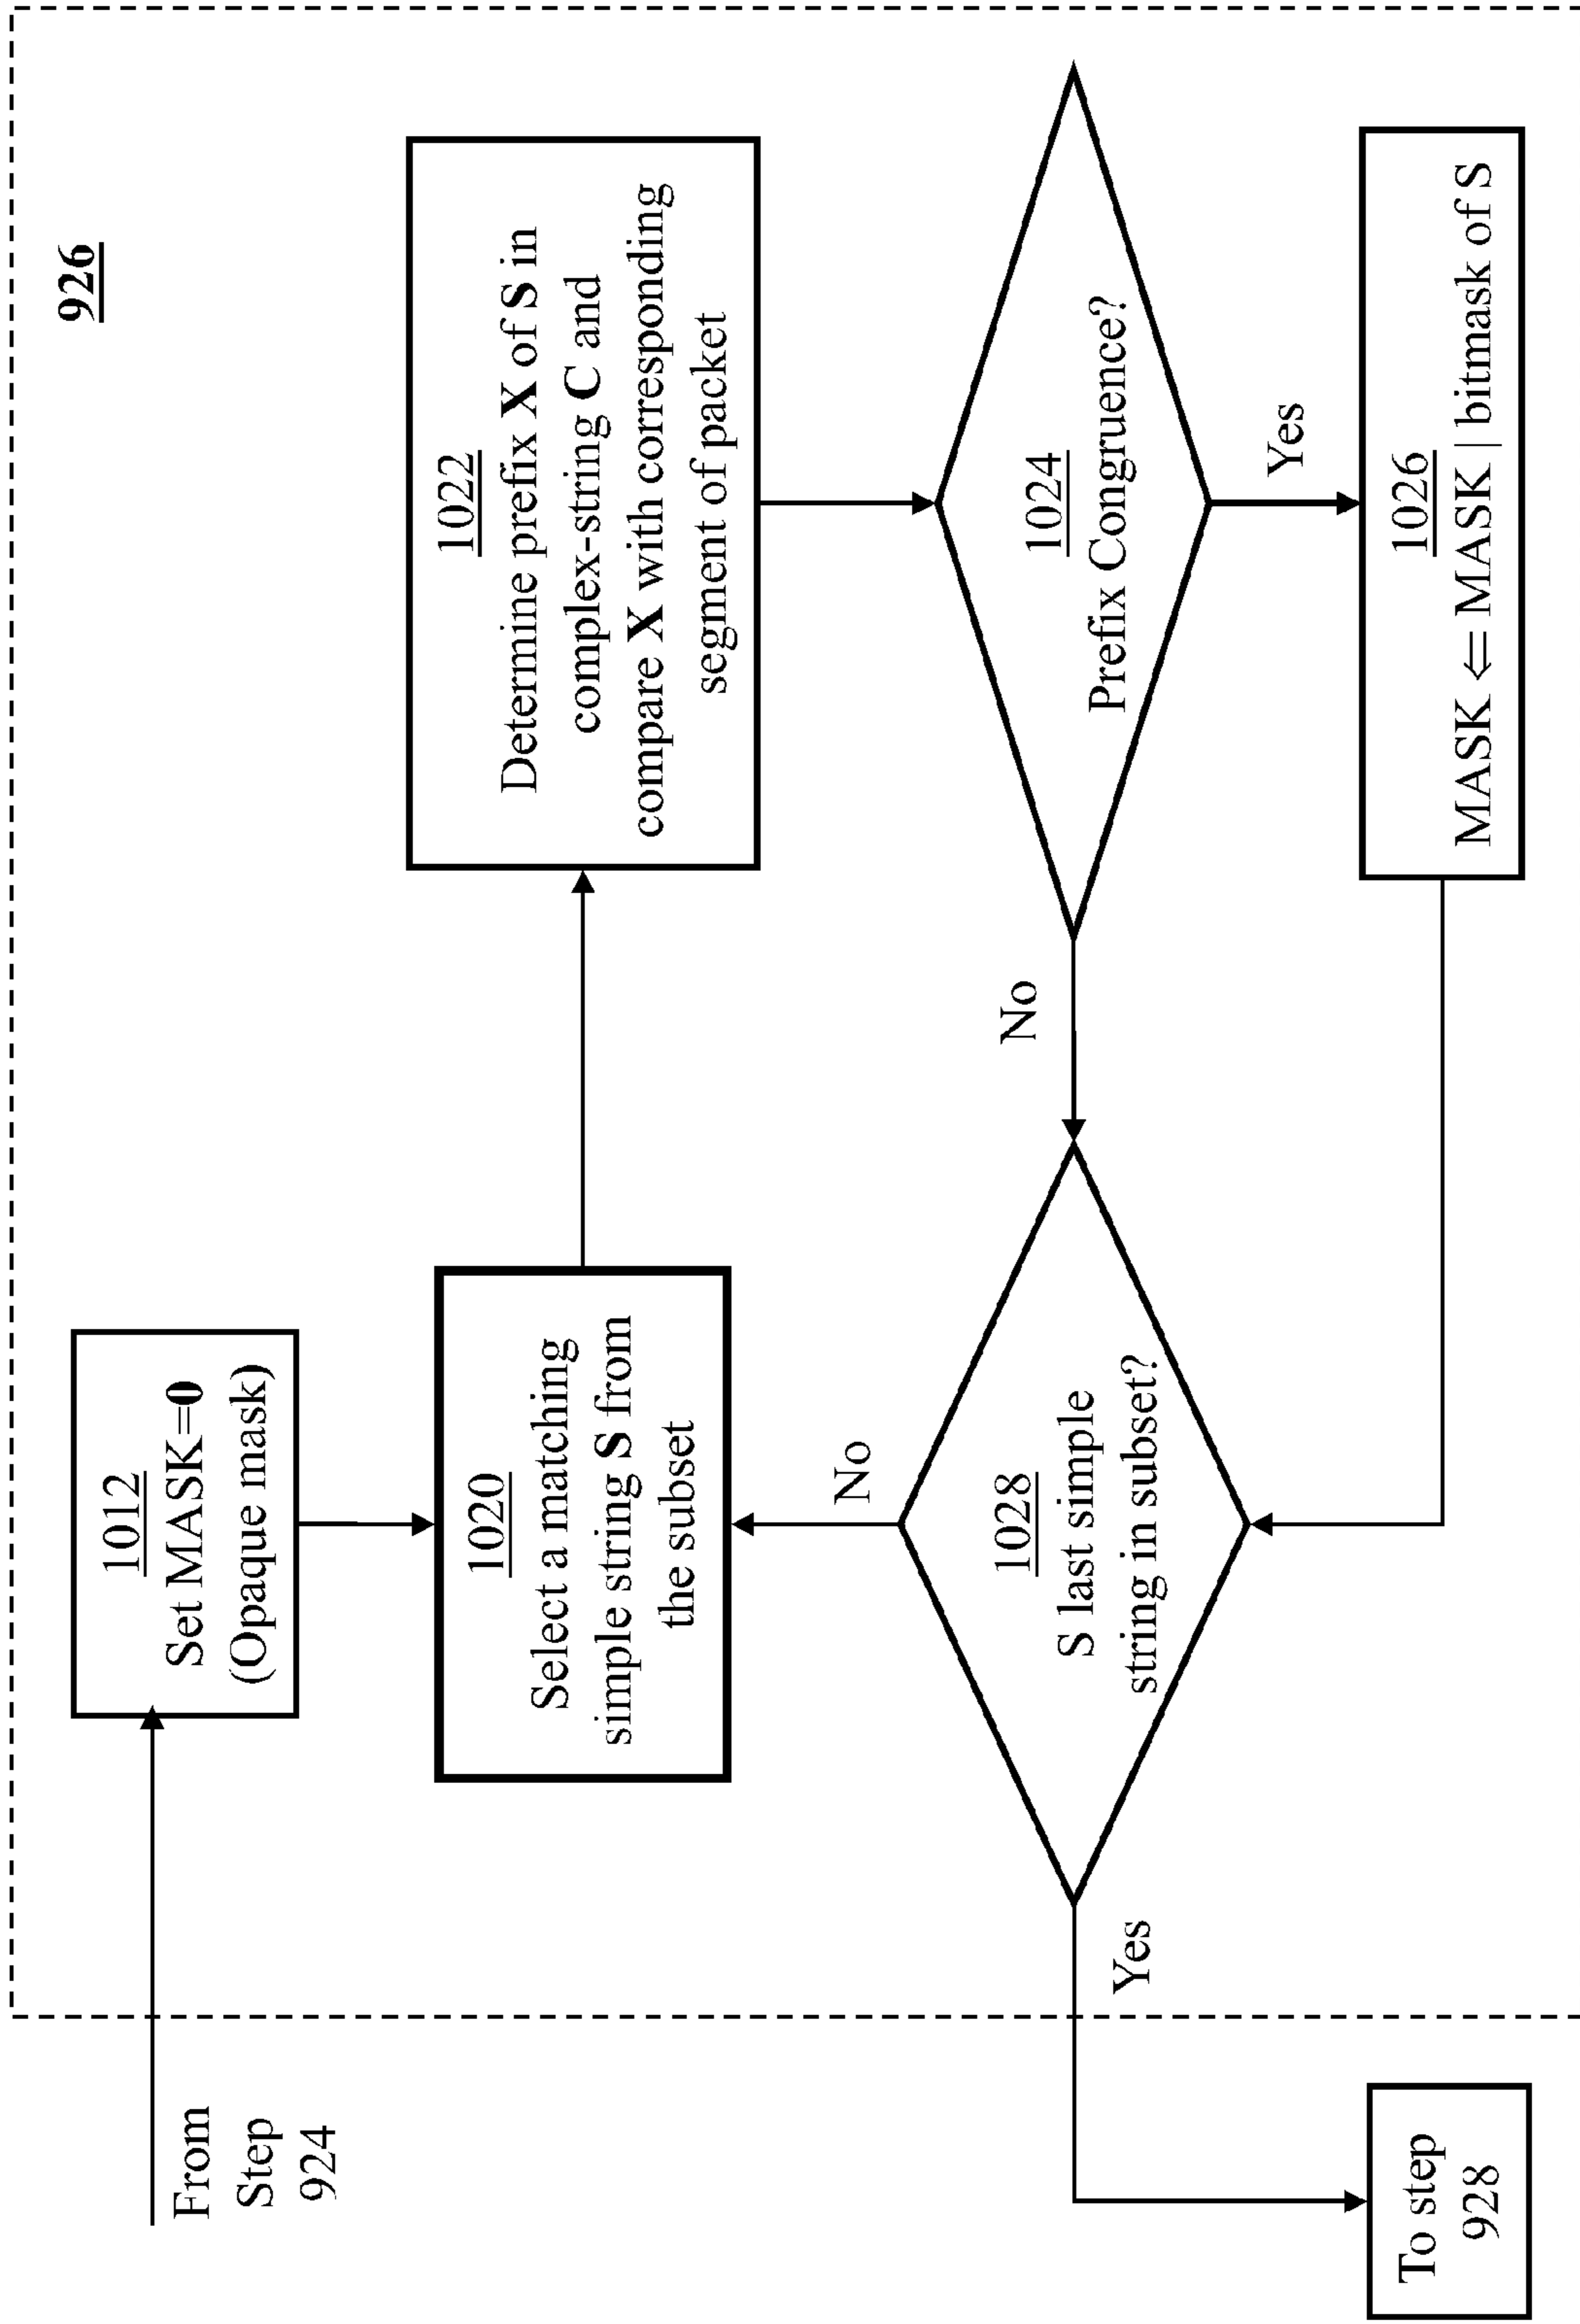 926
From
Step
924
1012
Set MASK=0
(Opaque mask)
1020
Select a matching
simple string S from
the subset
1022
Determine prefix X of S in
complex-string C and
compare X with corresponding
segment of packet
1024
Prefix Congruence?
No
Yes
1026
MASK ⇐ MASK | bitmask of S
1028
S last simple
string in subset?
No
Yes
To step
928